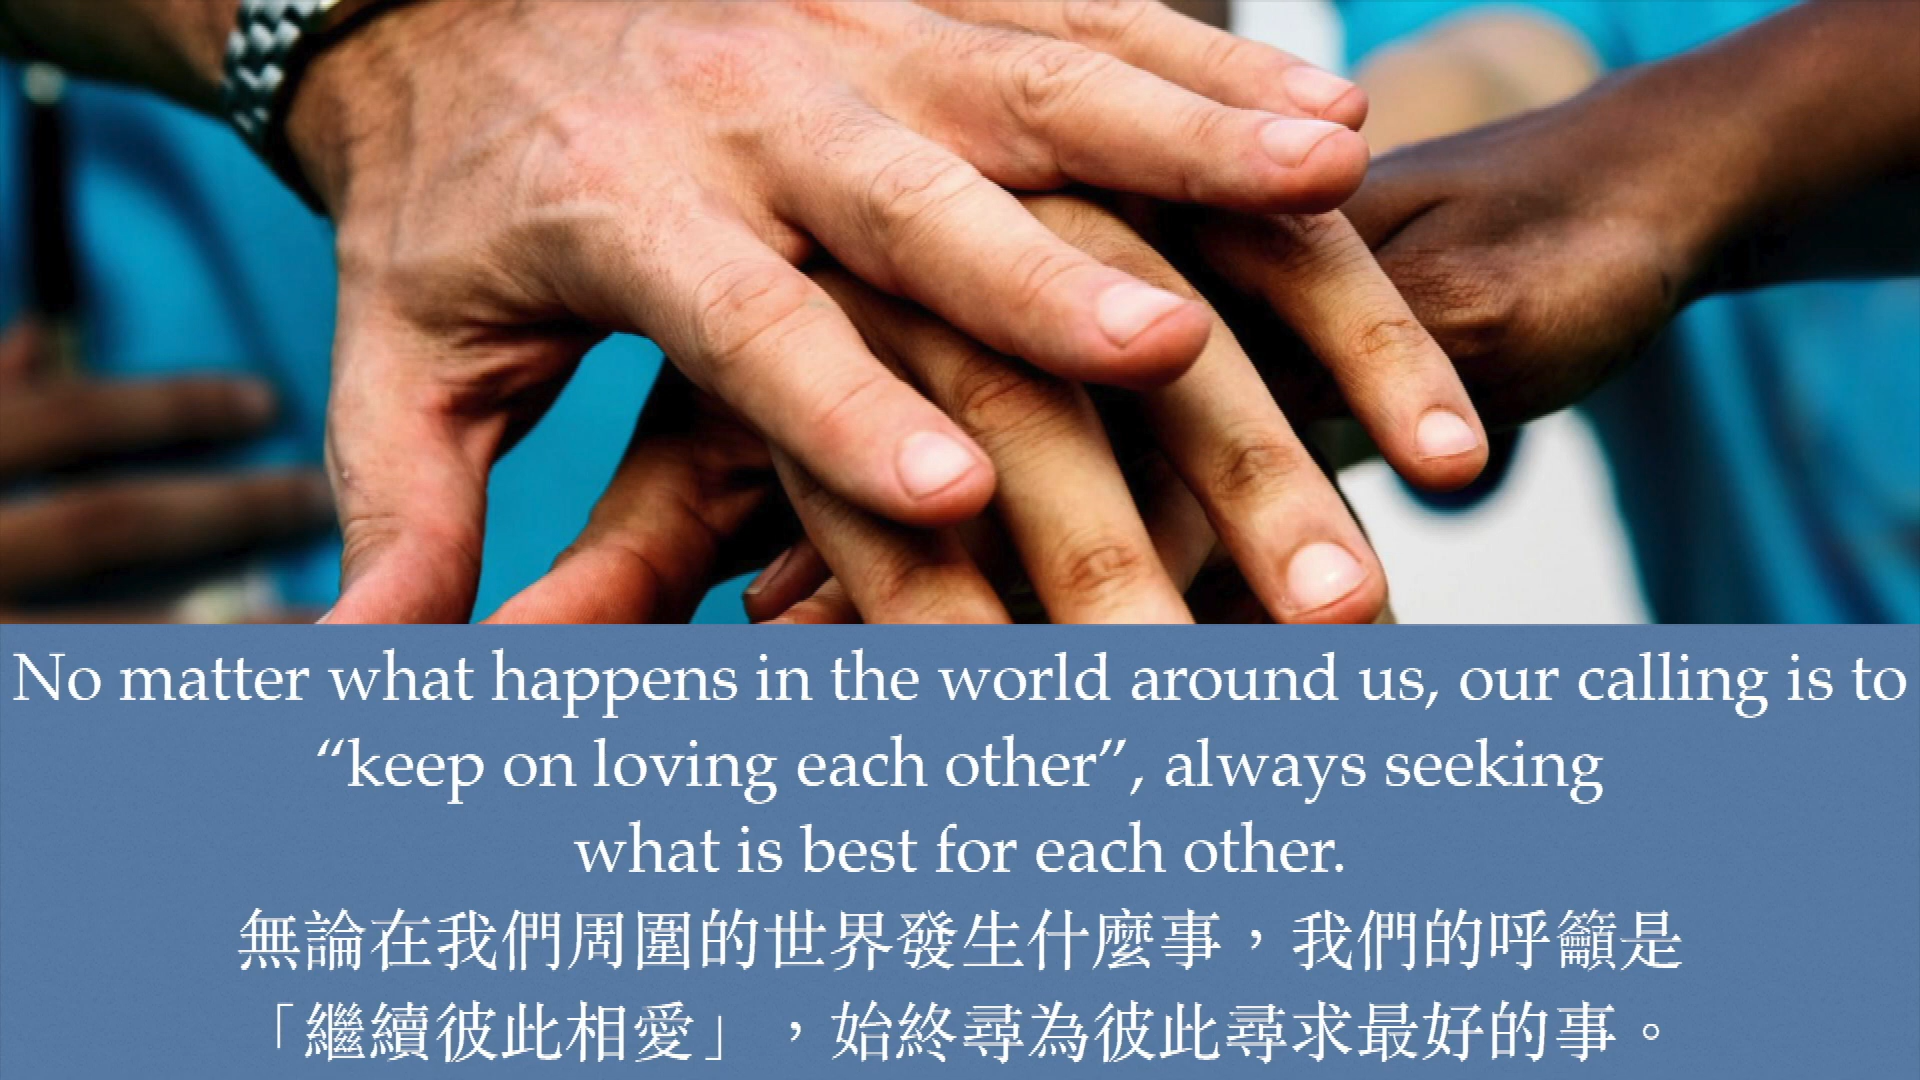 No matter what happens in the world around us, our calling is to
“keep on loving each other”, always seeking
what is best for each other.
無論在我們周圍的世界發生什麼事，我們的呼籲是
「繼續彼此相愛」，始終尋為彼此尋求最好的事。